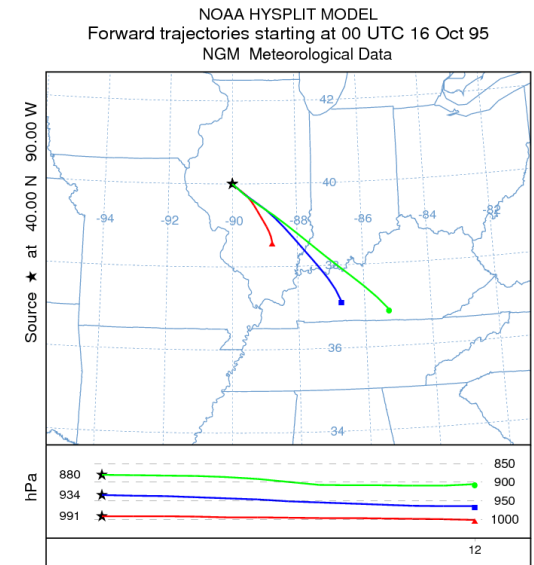 NOAA HYSPLIT MODEL
Forward trajectories starting at 00 UTC 16 Oct 95
NGM Meteorological Data
Source ★ at 40.00 N 90.00 W
42
40
-94 -92 -90 -88 -86 -84 -82
38
36
34
hPa
850
880 900
934 950
991 1000
12